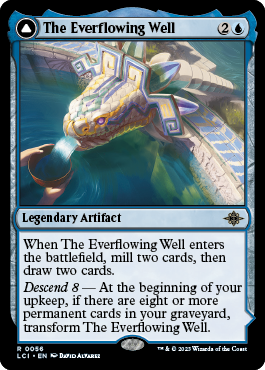 The Everflowing Well 2
Legendary Artifact
When The Everflowing Well enters
the battlefield, mill two cards, then
draw two cards.
Descend 8 — At the beginning of your
upkeep, if there are eight or more
permanent cards in your graveyard,
transform The Everflowing Well.
R 0056
LCI • EN DAVID ALVAREZ
™ & © 2023 Wizards of the Coast